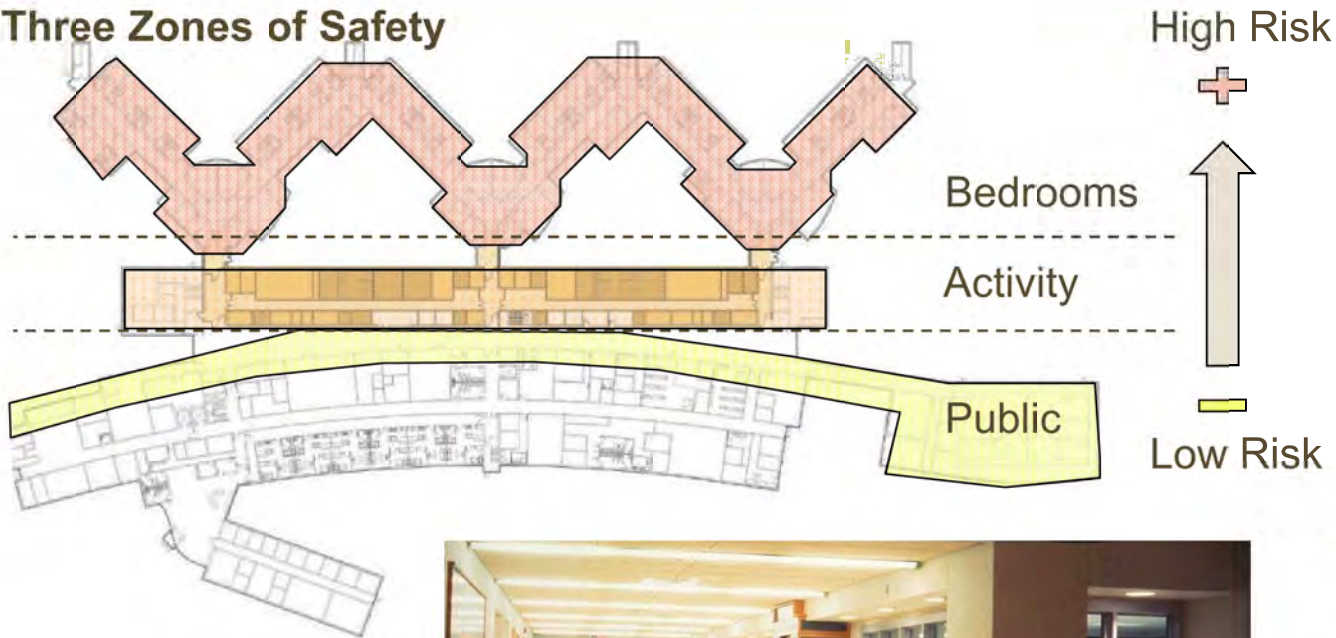 Three Zones of Safety
High Risk
Bedrooms
Activity
Public
Low Risk